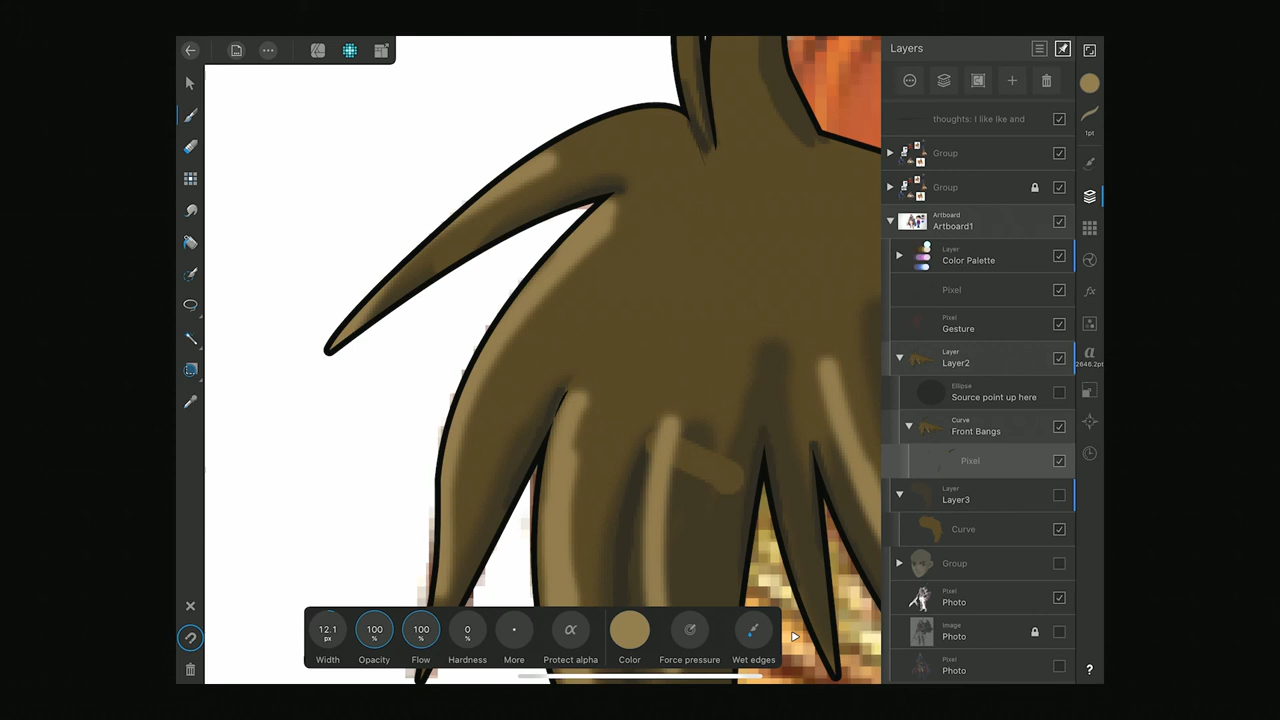 Layers
thoughts: I like Ike and
1pt
Group
Group
Artboard
Artboard1
Layer
Color Palette
Pixel
Pixel
Gesture
Layer
Layer2
2646.2pt
Ellipse
Source point up here
Curve
Front Bangs
Pixel
Layer
Layer3
Curve
Group
Pixel
Photo
Image
Photo
Pixel
Photo
12.1
px
100
%
100
%
0
%
Width
Opacity
Flow
Hardness
More
Protect alpha
Color
Force pressure
Wet edges